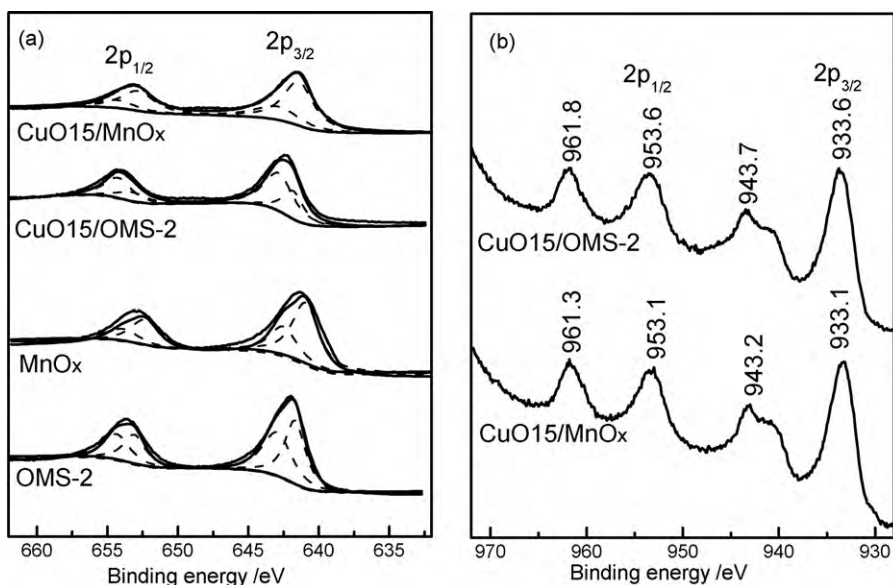 (a)
2p1/2
2p3/2
CuO15/MnOx
CuO15/OMS-2
MnOx
OMS-2
660 655 650 645 640 635
Binding energy /eV
(b)
2p1/2
2p3/2
961.8
953.6
943.7
933.6
CuO15/OMS-2
961.3
953.1
943.2
933.1
CuO15/MnOx
970 960 950 940 930
Binding energy /eV